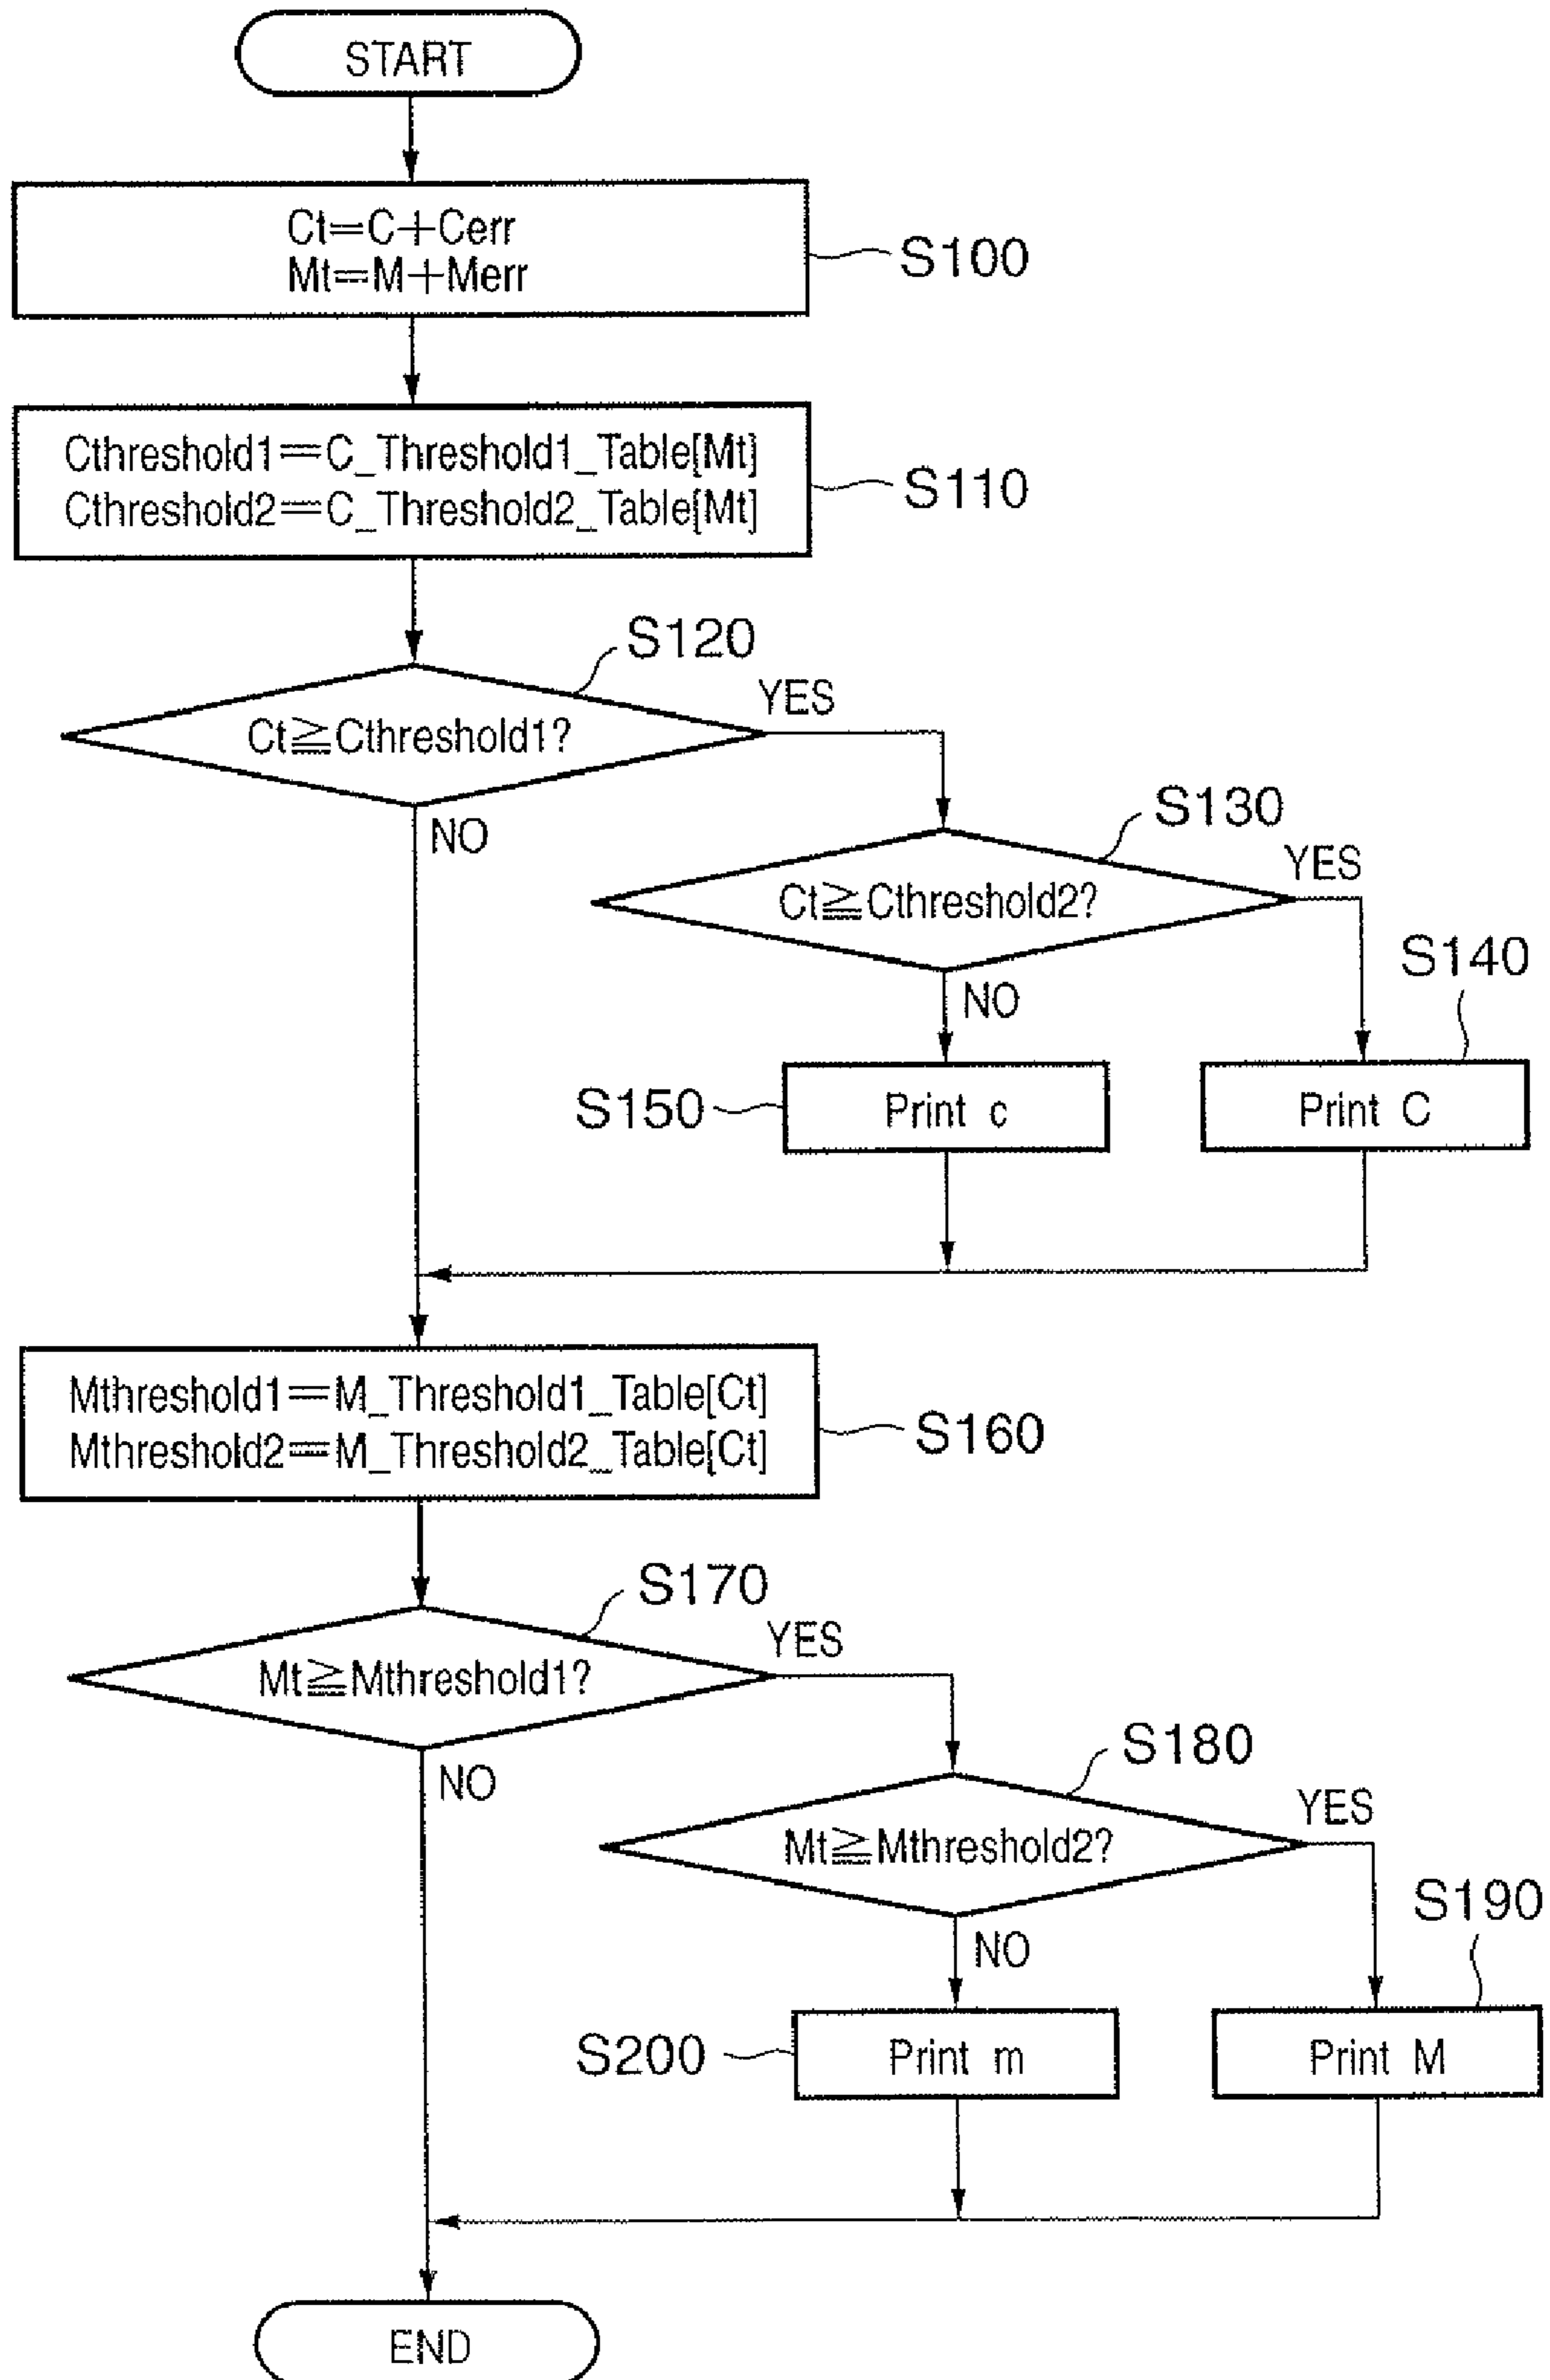 START
Ct=C+Cerr
Mt=M+Merr
S100
Cthreshold1=C_Threshold1_Table[Mt]
Cthreshold2=C_Threshold2_Table[Mt]
S110
S120
Ct≧Cthreshold1?
YES
NO
S130
Ct≧Cthreshold2?
YES
NO
S140
S150
Print c
Print C
Mthreshold1=M_Threshold1_Table[Ct]
Mthreshold2=M_Threshold2_Table[Ct]
S160
S170
Mt≧Mthreshold1?
YES
NO
S180
Mt≧Mthreshold2?
YES
NO
S190
S200
Print m
Print M
END